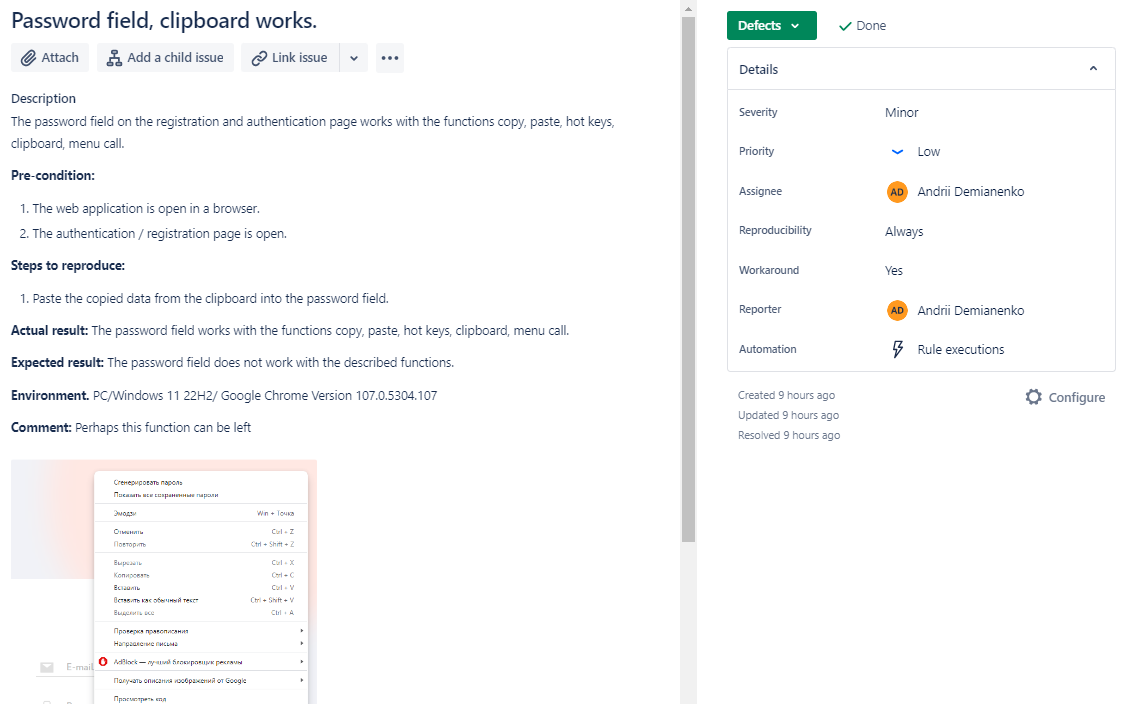 Password field, clipboard works.
Attach
Add a child issue
Link issue
Description
The password field on the registration and authentication page works with the functions copy, paste, hot keys,
clipboard, menu call.
Pre-condition:
1. The web application is open in a browser.
2. The authentication / registration page is open.
Steps to reproduce:
1. Paste the copied data from the clipboard into the password field.
Actual result: The password field works with the functions copy, paste, hot keys, clipboard, menu call.
Expected result: The password field does not work with the described functions.
Environment. PC/Windows 11 22H2/ Google Chrome Version 107.0.5304.107
Comment: Perhaps this function can be left
Сгенерировать пароль
Показать все сохраненные пароли
Эмодзи Win + Точка
Отменить Ctrl + Z
Повторить Ctrl + Shift + Z
Вырезать Ctrl + X
Копировать Ctrl + C
Вставить Ctrl + V
Вставить как обычный текст Ctrl + Shift + V
Выделить все Ctrl + A
Проверка правописания
Направление письма
E-mail
AdBlock — лучший блокировщик рекламы
Получать описания изображений от Google
Просмотреть код
Defects
Done
Details
Severity Minor
Priority Low
Assignee AD Andrii Demianenko
Reproducibility Always
Workaround Yes
Reporter AD Andrii Demianenko
Automation Rule executions
Created 9 hours ago
Configure
Updated 9 hours ago
Resolved 9 hours ago